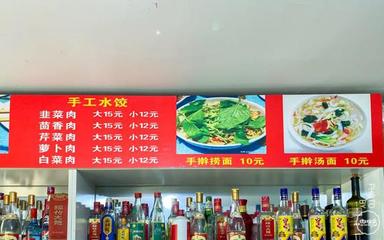 手工水饺
韭菜肉 大15元 小12元
茴香肉 大15元 小12元
芹菜肉 大15元 小12元
萝卜肉 大15元 小12元
白菜肉 大15元 小12元
手擀捞面 10元
手擀汤面 10元